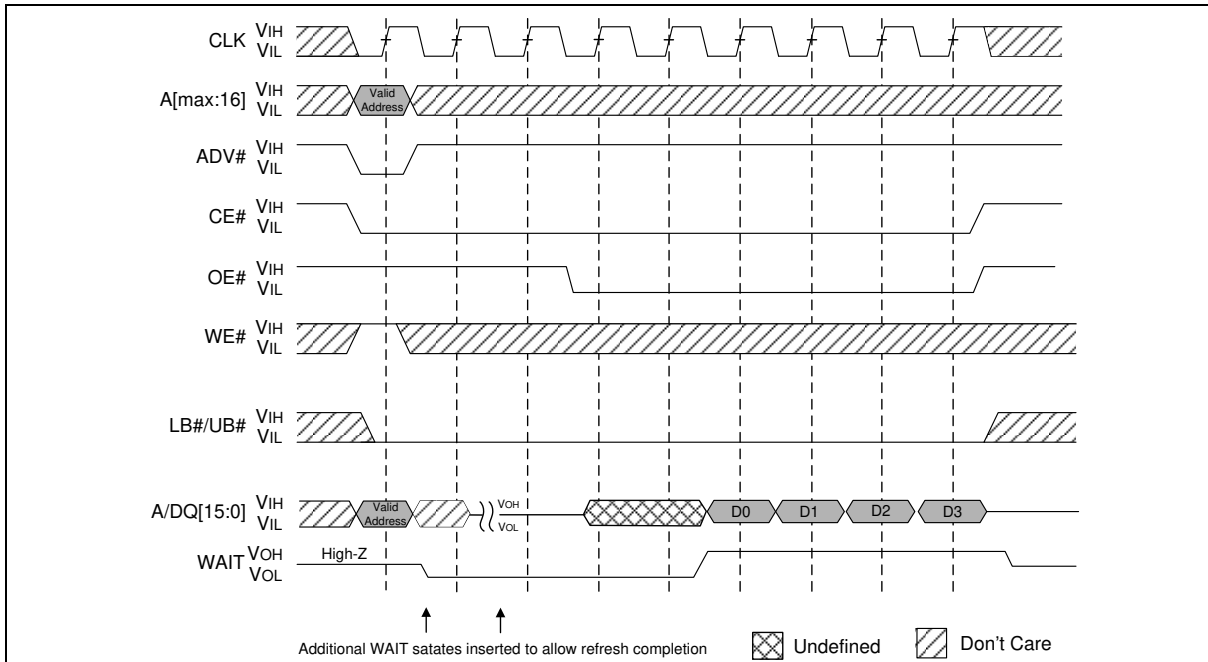 CLK VIH
VIL
A[max:16] VIH
VIL
Valid
Address
ADV# VIH
VIL
CE# VIH
VIL
OE# VIH
VIL
WE# VIH
VIL
LB#/UB# VIH
VIL
A/DQ[15:0] VIH
VIL
Valid
Address
VOH
VOL
D0 D1 D2 D3
WAIT VOH
VOL
High-Z
Additional WAIT satates inserted to allow refresh completion
Undefined
Don't Care